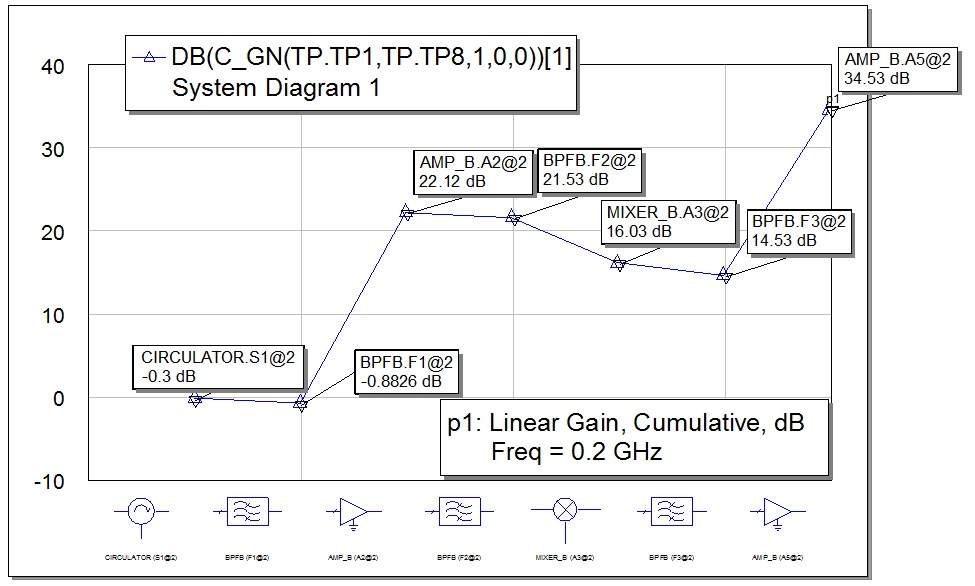 DB(C_GN(TP.TP1,TP.TP8,1,0,0))[1]
System Diagram 1
AMP_B.A5@2
34.53 dB
p1
AMP_B.A2@2
22.12 dB
BPFB.F2@2
21.53 dB
MIXER_B.A3@2
16.03 dB
BPFB.F3@2
14.53 dB
CIRCULATOR.S1@2
-0.3 dB
BPFB.F1@2
-0.8826 dB
p1: Linear Gain, Cumulative, dB
Freq = 0.2 GHz
40
30
20
10
0
-10
CIRCULATOR (S1@2)
BPFB (F1@2)
AMP_B (A2@2)
BPFB (F2@2)
MIXER_B (A3@2)
BPFB (F3@2)
AMP_B (A5@2)